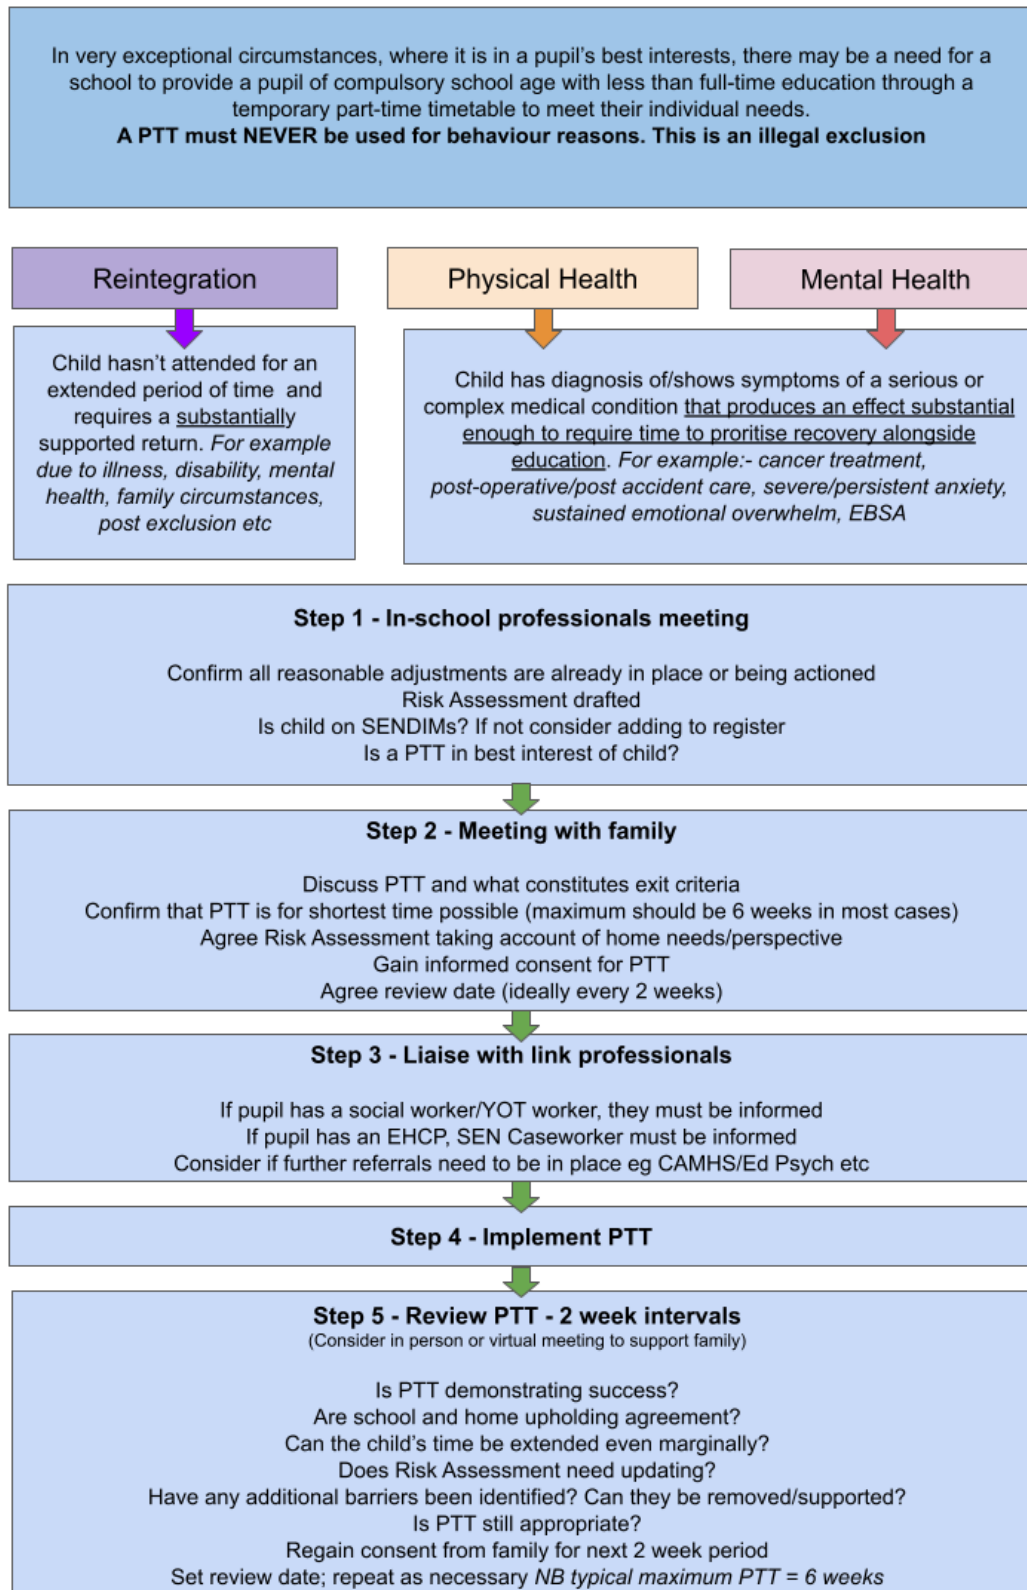 In very exceptional circumstances, where it is in a pupil's best interests, there may be a need for a
school to provide a pupil of compulsory school age with less than full-time education through a
temporary part-time timetable to meet their individual needs.
A PTT must NEVER be used for behaviour reasons. This is an illegal exclusion
Reintegration
Physical Health
Mental Health
Child hasn't attended for an
extended period of time and
requires a substantially
supported return. For example
due to illness, disability, mental
health, family circumstances,
post exclusion etc
Child has diagnosis of/shows symptoms of a serious or
complex medical condition that produces an effect substantial
enough to require time to proritise recovery alongside
education. For example:- cancer treatment,
post-operative/post accident care, severe/persistent anxiety,
sustained emotional overwhelm, EBSA
Step 1 - In-school professionals meeting
Confirm all reasonable adjustments are already in place or being actioned
Risk Assessment drafted
Is child on SENDIMs? If not consider adding to register
Is a PTT in best interest of child?
Step 2 - Meeting with family
Discuss PTT and what constitutes exit criteria
Confirm that PTT is for shortest time possible (maximum should be 6 weeks in most cases)
Agree Risk Assessment taking account of home needs/perspective
Gain informed consent for PTT
Agree review date (ideally every 2 weeks)
Step 3 - Liaise with link professionals
If pupil has a social worker/YOT worker, they must be informed
If pupil has an EHCP, SEN Caseworker must be informed
Consider if further referrals need to be in place eg CAMHS/Ed Psych etc
Step 4 - Implement PTT
Step 5 - Review PTT - 2 week intervals
(Consider in person or virtual meeting to support family)
Is PTT demonstrating success?
Are school and home upholding agreement?
Can the child's time be extended even marginally?
Does Risk Assessment need updating?
Have any additional barriers been identified? Can they be removed/supported?
Is PTT still appropriate?
Regain consent from family for next 2 week period
Set review date; repeat as necessary NB typical maximum PTT = 6 weeks